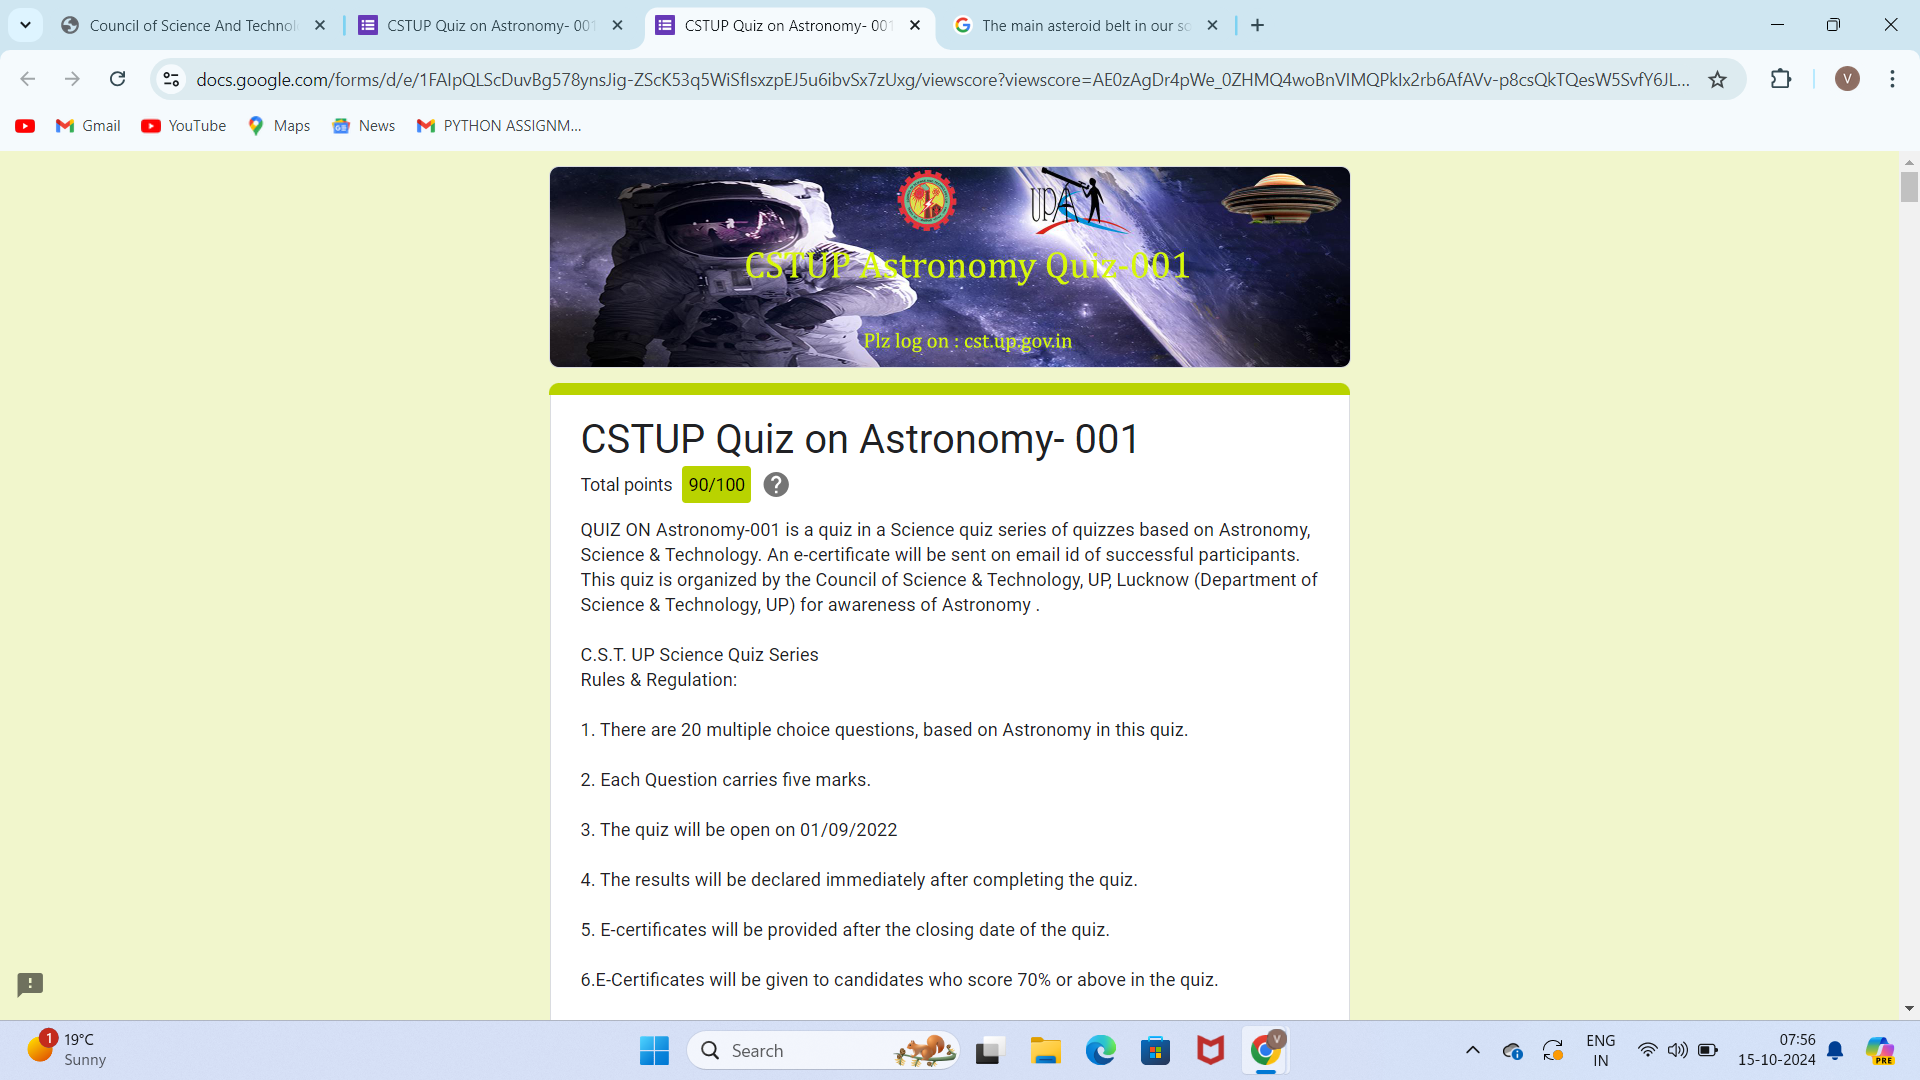 Council of Science And Technol
CSTUP Quiz on Astronomy- 001
CSTUP Quiz on Astronomy- 001
The main asteroid belt in our so
docs.google.com/forms/d/e/1FAIpQLScDuvBg578ynsJig-ZScK53q5WiSfIsxzpEJ5u6ibvSx7zUxg/viewscore?viewscore=AE0zAgDr4pWe_0ZHMQ4woBnVIMQPkIx2rb6AfAVv-p8csQkTQesW5SvfY6JL...
V
Gmail
YouTube
Maps
News
PYTHON ASSIGNM...
UPA
CSTUP Astronomy Quiz-001
Plz log on : cst.up.gov.in
CSTUP Quiz on Astronomy- 001
Total points 90/100
QUIZ ON Astronomy-001 is a quiz in a Science quiz series of quizzes based on Astronomy,
Science & Technology. An e-certificate will be sent on email id of successful participants.
This quiz is organized by the Council of Science & Technology, UP, Lucknow (Department of
Science & Technology, UP) for awareness of Astronomy .
C.S.T. UP Science Quiz Series
Rules & Regulation:
1. There are 20 multiple choice questions, based on Astronomy in this quiz.
2. Each Question carries five marks.
3. The quiz will be open on 01/09/2022
4. The results will be declared immediately after completing the quiz.
5. E-certificates will be provided after the closing date of the quiz.
6.E-Certificates will be given to candidates who score 70% or above in the quiz.
1
19°C
Sunny
Search
V
ENG
IN
07:56
15-10-2024
PRE